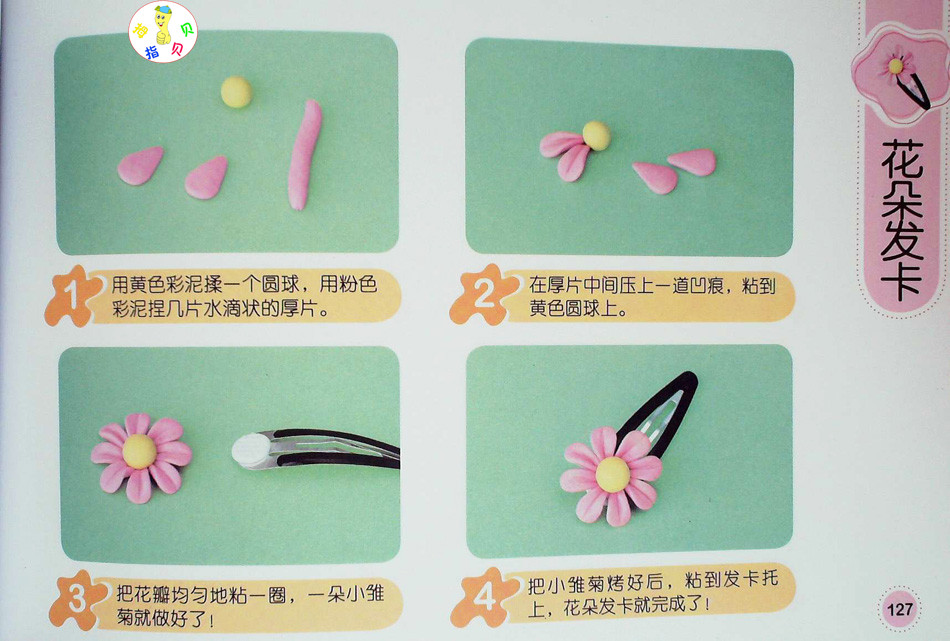 指贝贝
花朵发卡
1
用黄色彩泥揉一个圆球，用粉色
彩泥捏几片水滴状的厚片。
2
在厚片中间压上一道凹痕，粘到
黄色圆球上。
3
把花瓣均匀地粘一圈，一朵小雏
菊就做好了！
4
把小雏菊烤好后，粘到发卡托
上，花朵发卡就完成了！
127